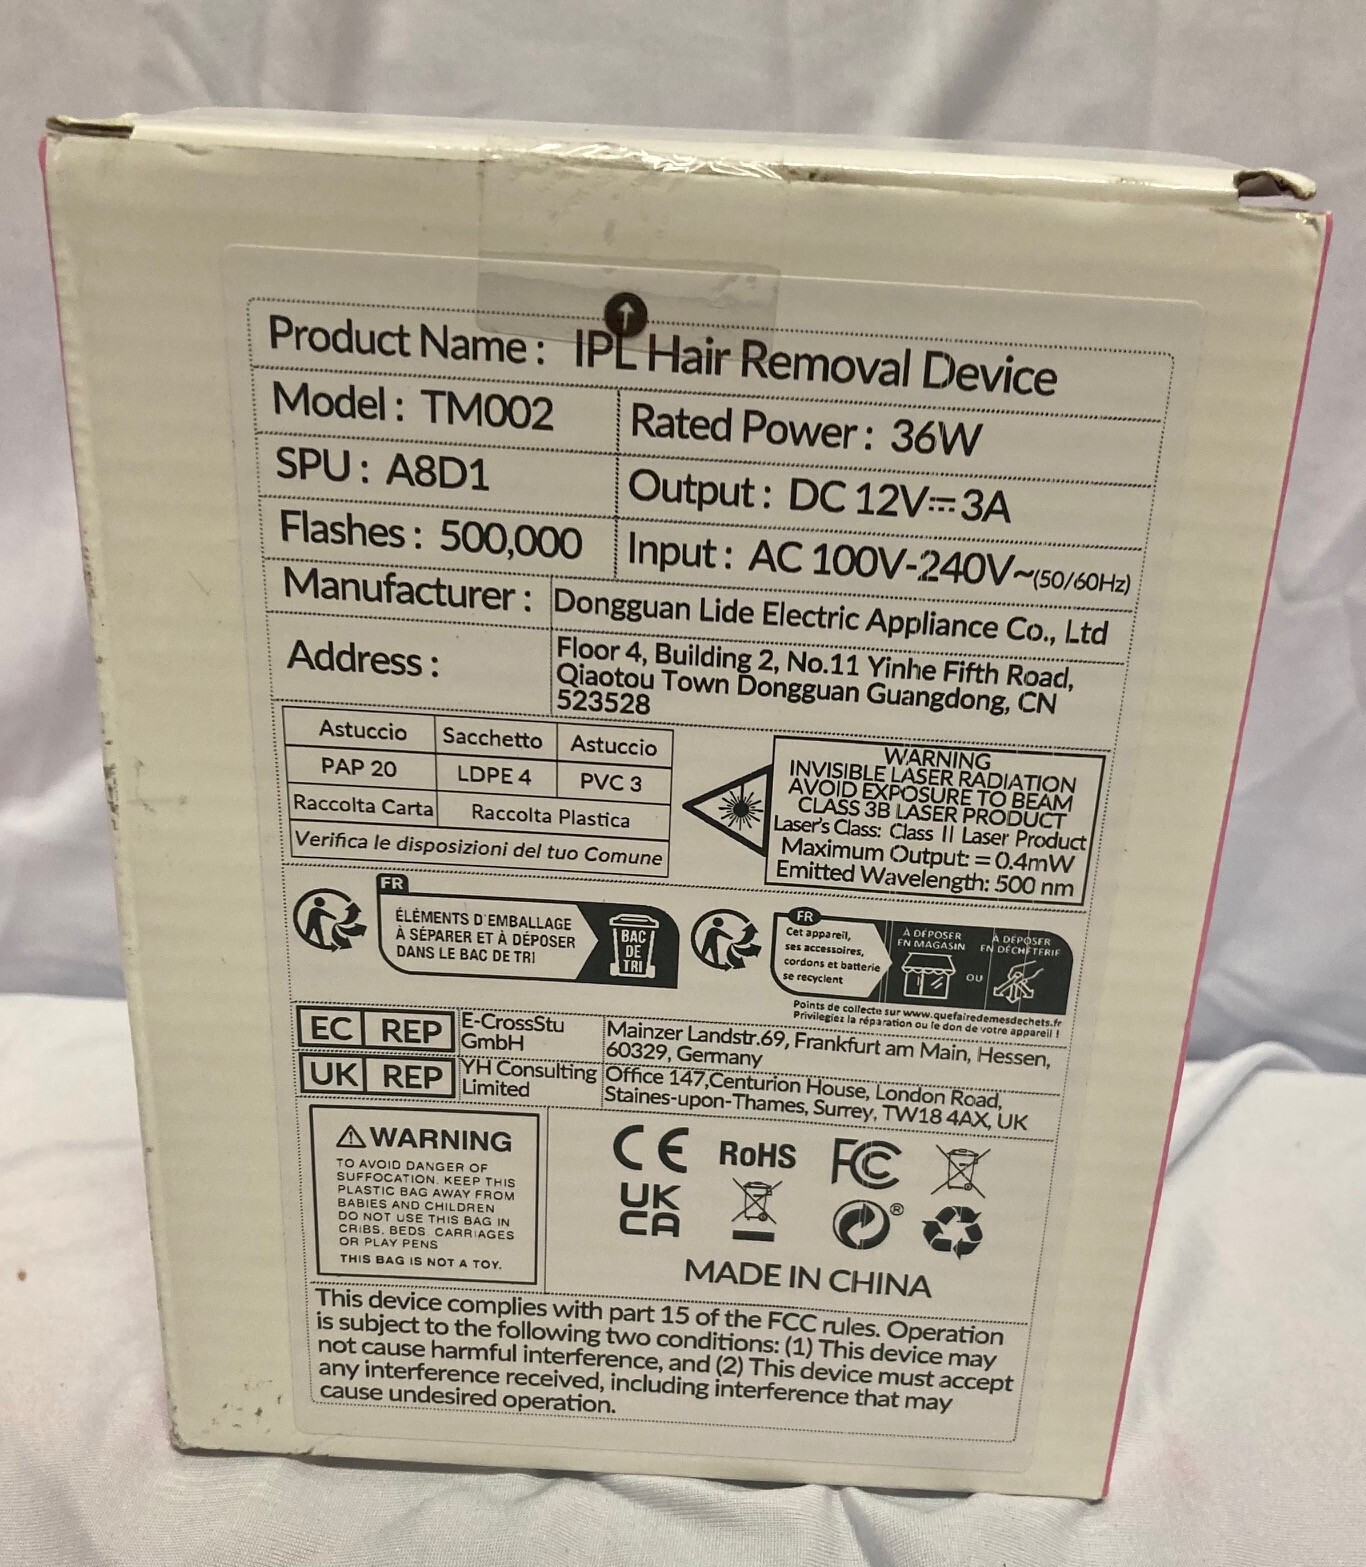 Product Name : IPL Hair Removal Device
Model : TM002
Rated Power : 36W
SPU : A8D1
Output : DC 12V⎓3A
Flashes : 500,000
Input : AC 100V-240V~(50/60Hz)
Manufacturer : Dongguan Lide Electric Appliance Co., Ltd
Address :
Floor 4, Building 2, No.11 Yinhe Fifth Road,
Qiaotou Town Dongguan Guangdong, CN
523528
Astuccio Sacchetto Astuccio
PAP 20 LDPE 4 PVC 3
Raccolta Carta Raccolta Plastica
Verifica le disposizioni del tuo Comune
WARNING
INVISIBLE LASER RADIATION
AVOID EXPOSURE TO BEAM
CLASS 3B LASER PRODUCT
Laser's Class: Class II Laser Product
Maximum Output: = 0.4mW
Emitted Wavelength: 500 nm
FR
ÉLÉMENTS D'EMBALLAGE
À SÉPARER ET À DÉPOSER
DANS LE BAC DE TRI
BAC
DE
TRI
FR
Cet appareil,
ses accessoires,
cordons et batterie
se recyclent
À DÉPOSER
EN MAGASIN
OU
À DÉPOSER
EN DÉCHÈTERIE
Points de collecte sur www.quefairedemesdechets.fr
Privilegiez la réparation ou le don de votre appareil !
EC REP
E-CrossStu
GmbH
Mainzer Landstr.69, Frankfurt am Main, Hessen,
60329, Germany
UK REP
YH Consulting
Limited
Office 147,Centurion House, London Road,
Staines-upon-Thames, Surrey, TW18 4AX, UK
WARNING
TO AVOID DANGER OF
SUFFOCATION. KEEP THIS
PLASTIC BAG AWAY FROM
BABIES AND CHILDREN
DO NOT USE THIS BAG IN
CRIBS, BEDS CARRIAGES
OR PLAY PENS
THIS BAG IS NOT A TOY.
CE RoHS FC
UK
CA
®
MADE IN CHINA
This device complies with part 15 of the FCC rules. Operation
is subject to the following two conditions: (1) This device may
not cause harmful interference, and (2) This device must accept
any interference received, including interference that may
cause undesired operation.